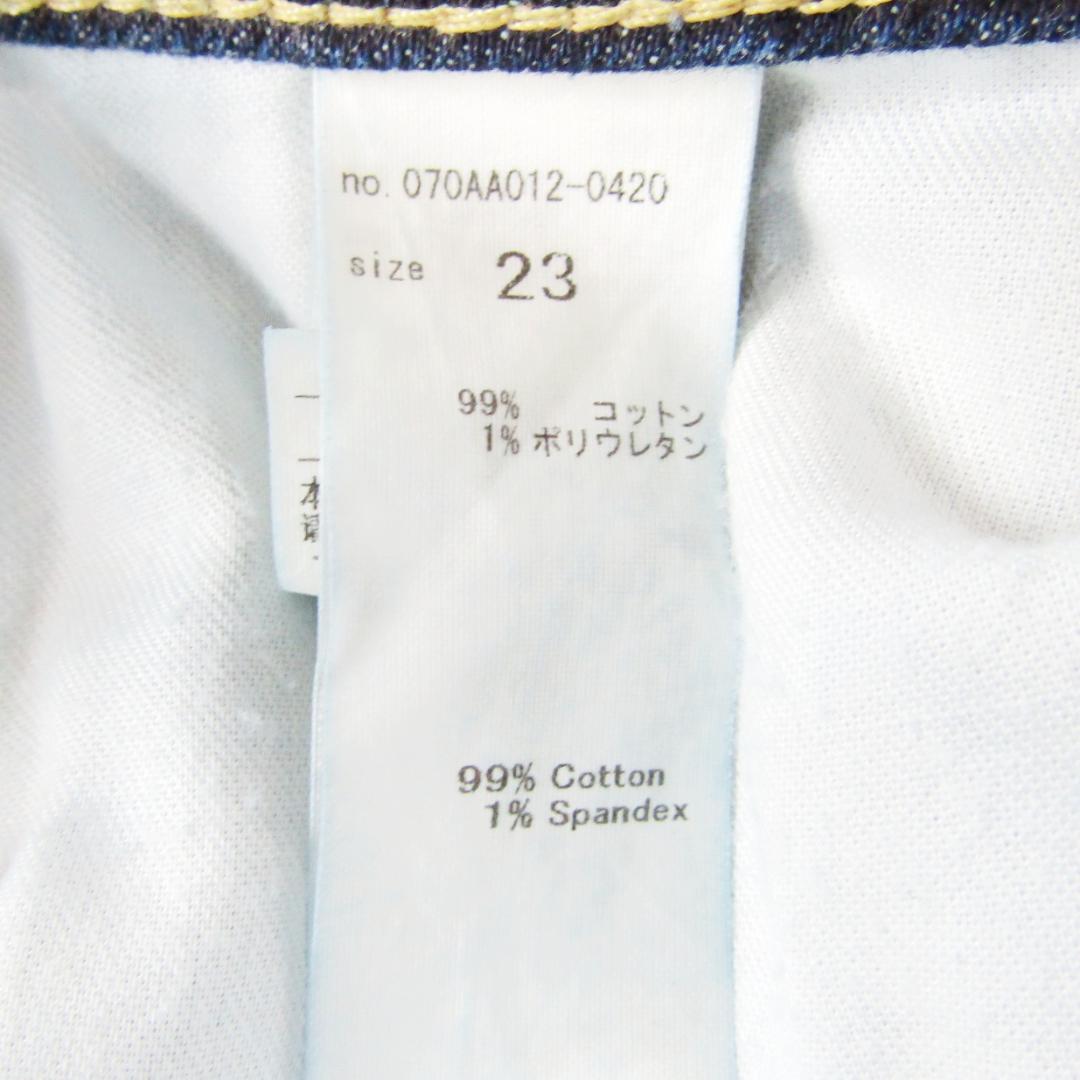 no. 070AA012-0420
size 23
99% コットン
1% ポリウレタン
本
99% Cotton
1% Spandex